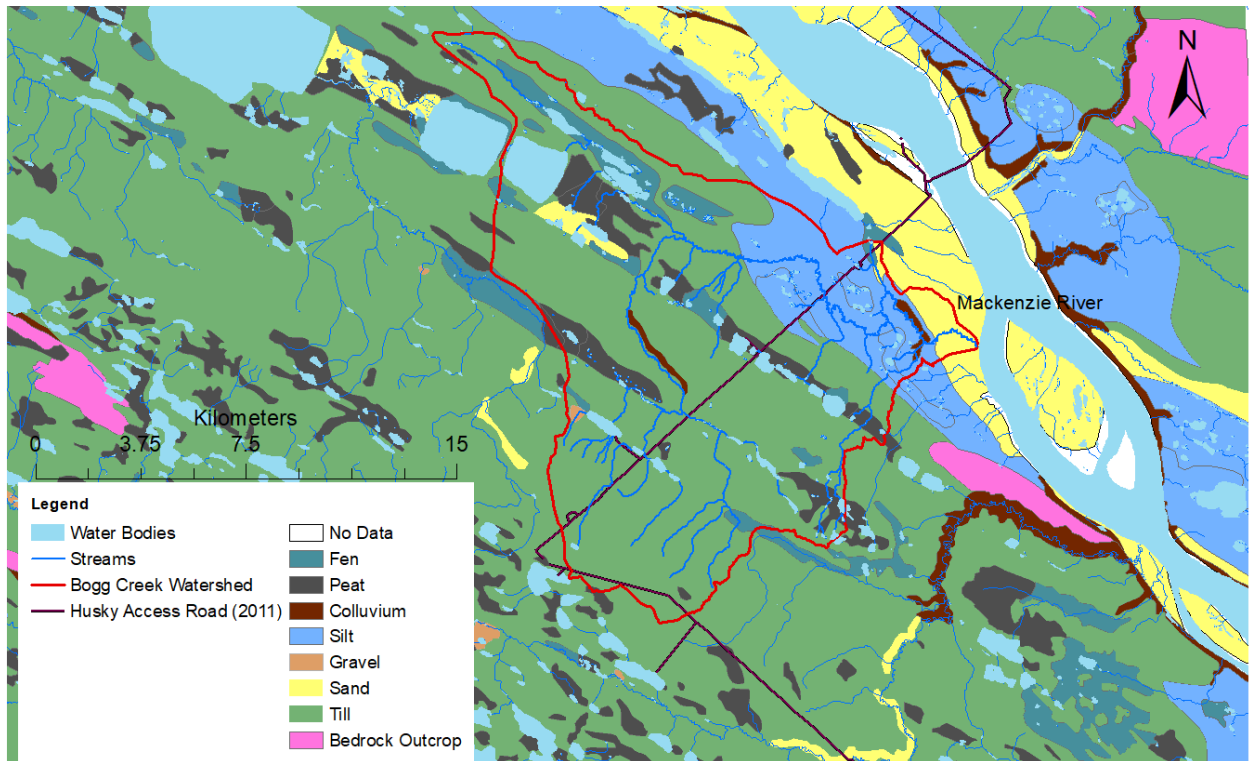 N
Mackenzie River
Kilometers
0 3.75 7.5 15
Legend
Water Bodies
Streams
Bogg Creek Watershed
Husky Access Road (2011)
No Data
Fen
Peat
Colluvium
Silt
Gravel
Sand
Till
Bedrock Outcrop